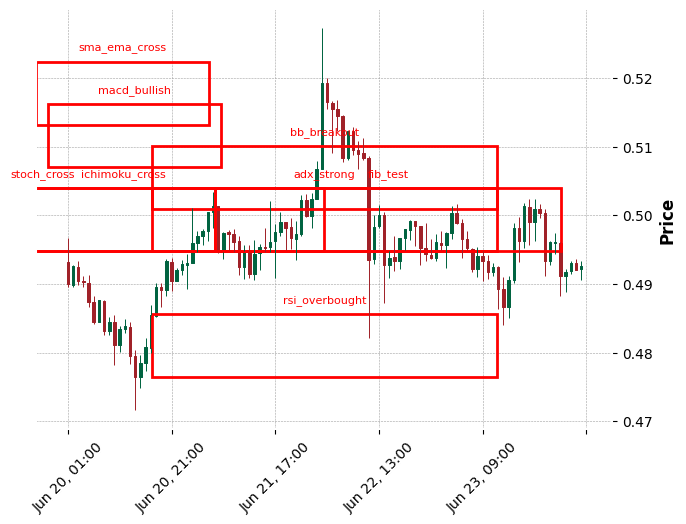 sma_ema_cross
macd_bullish
bb_breakout
stoch_cross ichimoku_cross adx_strong fib_test
rsi_overbought
0.52
0.51
0.50
0.49
0.48
0.47
Price
Jun 20, 01:00
Jun 20, 21:00
Jun 21, 17:00
Jun 22, 13:00
Jun 23, 09:00